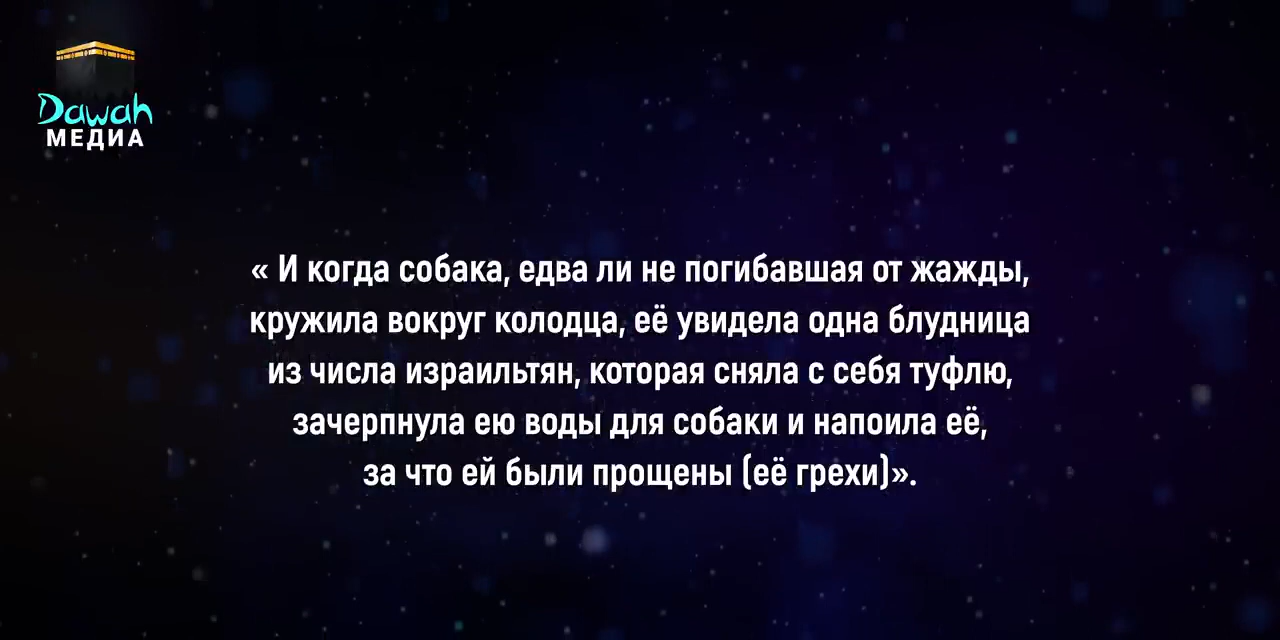 Dawah
МЕДИА
« И когда собака, едва ли не погибавшая от жажды,
кружила вокруг колодца, её увидела одна блудница
из числа израильтян, которая сняла с себя туфлю,
зачерпнула ею воды для собаки и напоила её,
за что ей были прощены (её грехи)».